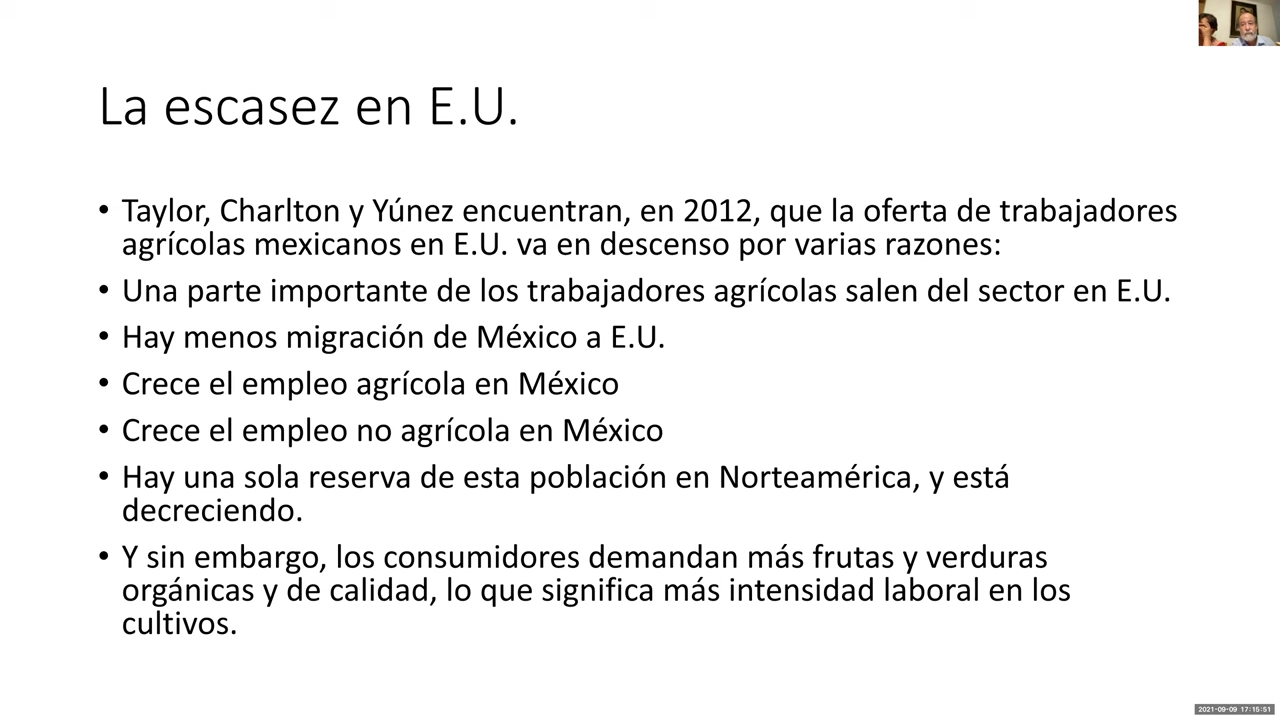 La escasez en E.U.
• Taylor, Charlton y Yúnez encuentran, en 2012, que la oferta de trabajadores
agrícolas mexicanos en E.U. va en descenso por varias razones:
• Una parte importante de los trabajadores agrícolas salen del sector en E.U.
• Hay menos migración de México a E.U.
• Crece el empleo agrícola en México
• Crece el empleo no agrícola en México
• Hay una sola reserva de esta población en Norteamérica, y está
decreciendo.
• Y sin embargo, los consumidores demandan más frutas y verduras
orgánicas y de calidad, lo que significa más intensidad laboral en los
cultivos.
2021-09-09 17:15:51